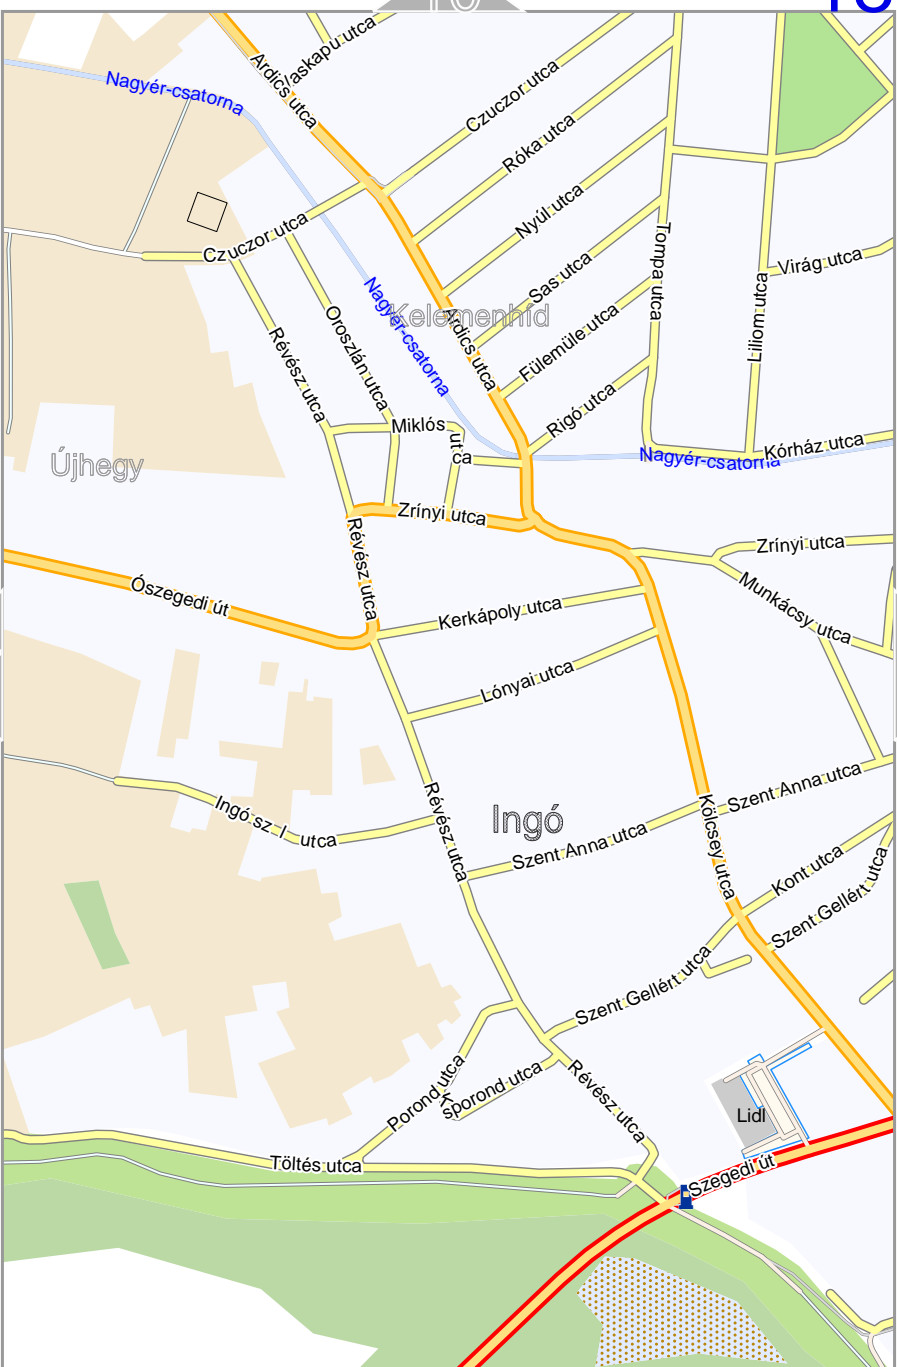 Vaskapu utca
Ardics utca
Nagyér-csatorna
Czuczor utca
Róka utca
Nyúl utca
Czuczor utca
Tompa utca
Virág utca
Sas utca
Liliom utca
Nagyér-csatorna
Kelemenhíd
Oroszlán utca
Révész utca
Ardics utca
Fülemüle utca
Rigó utca
Miklós
utca
Kórház utca
Nagyér-csatorna
Újhegy
Zrínyi utca
Zrínyi utca
Révész utca
Ószegedi út
Munkácsy utca
Kerkápoly utca
Lónyai utca
Szent Anna utca
Ingó sz. I. utca
Révész utca
Ingó
Kölcsey utca
Szent Anna utca
Kont utca
Szent Gellért utca
Szent Gellért utca
Porond utca
Révész utca
Lidl
Töltés utca
Szegedi út